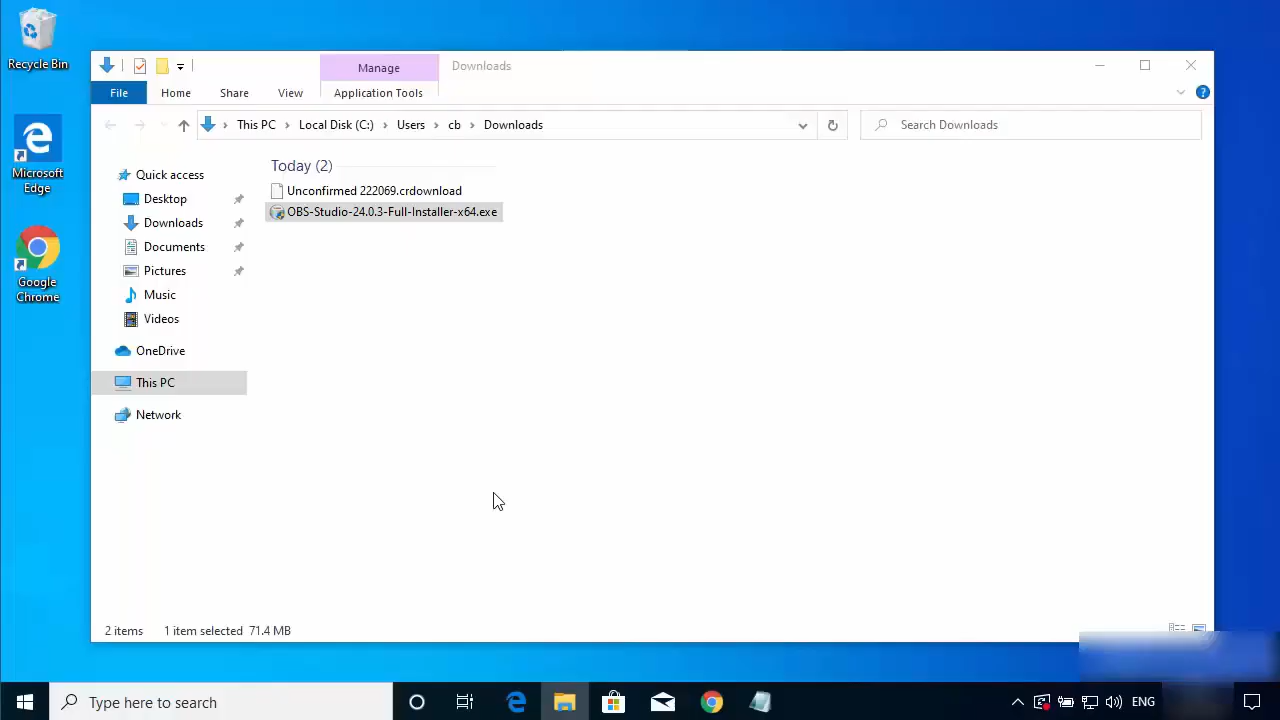 Recycle Bin
Microsoft
Edge
Google
Chrome
Manage
Downloads
File
Home
Share
View
Application Tools
?
This PC
Local Disk (C:)
Users
cb
Downloads
Search Downloads
Quick access
Desktop
Downloads
Documents
Pictures
Music
Videos
OneDrive
This PC
Network
Today (2)
Unconfirmed 222069.crdownload
OBS-Studio-24.0.3-Full-Installer-x64.exe
2 items
1 item selected 71.4 MB
Type here to search
ENG